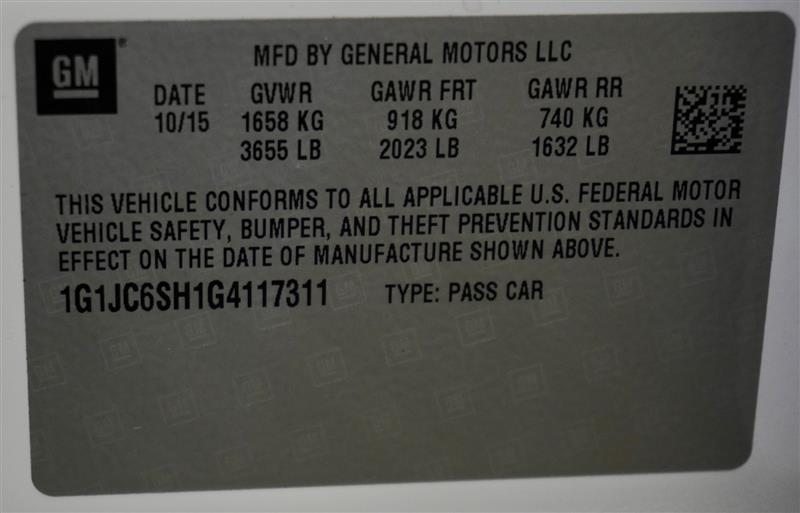 GM
MFD BY GENERAL MOTORS LLC
DATE GVWR GAWR FRT GAWR RR
10/15 1658 KG 918 KG 740 KG
3655 LB 2023 LB 1632 LB
THIS VEHICLE CONFORMS TO ALL APPLICABLE U.S. FEDERAL MOTOR
VEHICLE SAFETY, BUMPER, AND THEFT PREVENTION STANDARDS IN
EFFECT ON THE DATE OF MANUFACTURE SHOWN ABOVE.
1G1JC6SH1G4117311 TYPE: PASS CAR